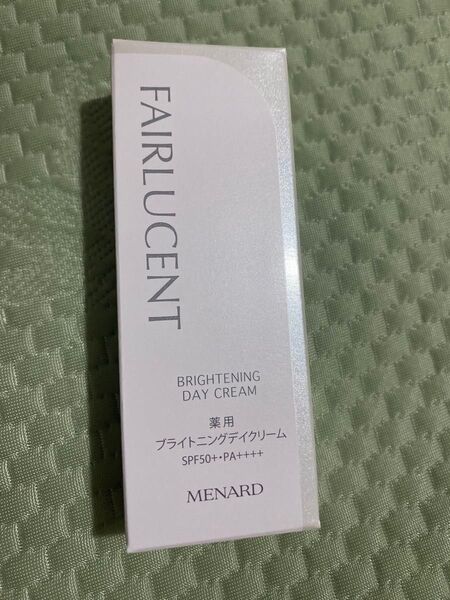 FAIRLUCENT
BRIGHTENING
DAY CREAM
薬用
ブライトニングデイクリーム
SPF50+・PA++++
MENARD